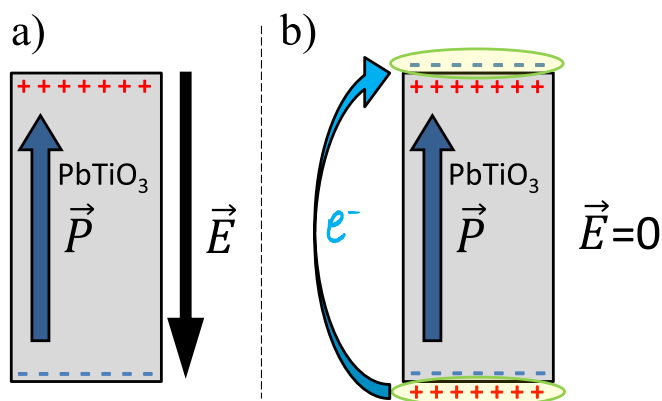 a)
+ + + + + + +
PbTiO₃
P⃗
E⃗
- - - - - - -
b)
- - - - - - -
+ + + + + + +
PbTiO₃
e⁻
P⃗
E⃗=0
- - - - - - -
+ + + + + + +